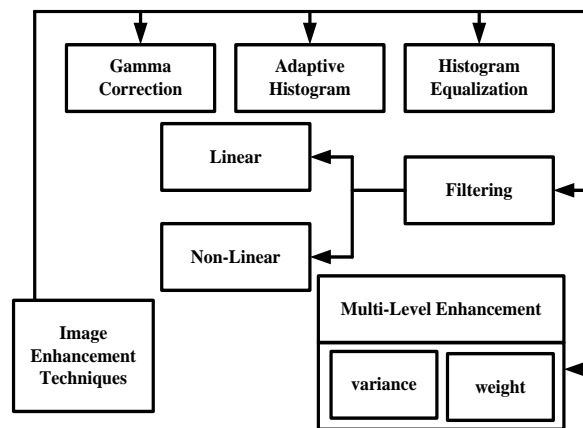 Gamma
Correction
Adaptive
Histogram
Histogram
Equalization
Linear
Filtering
Non-Linear
Multi-Level Enhancement
Image
Enhancement
Techniques
variance
weight